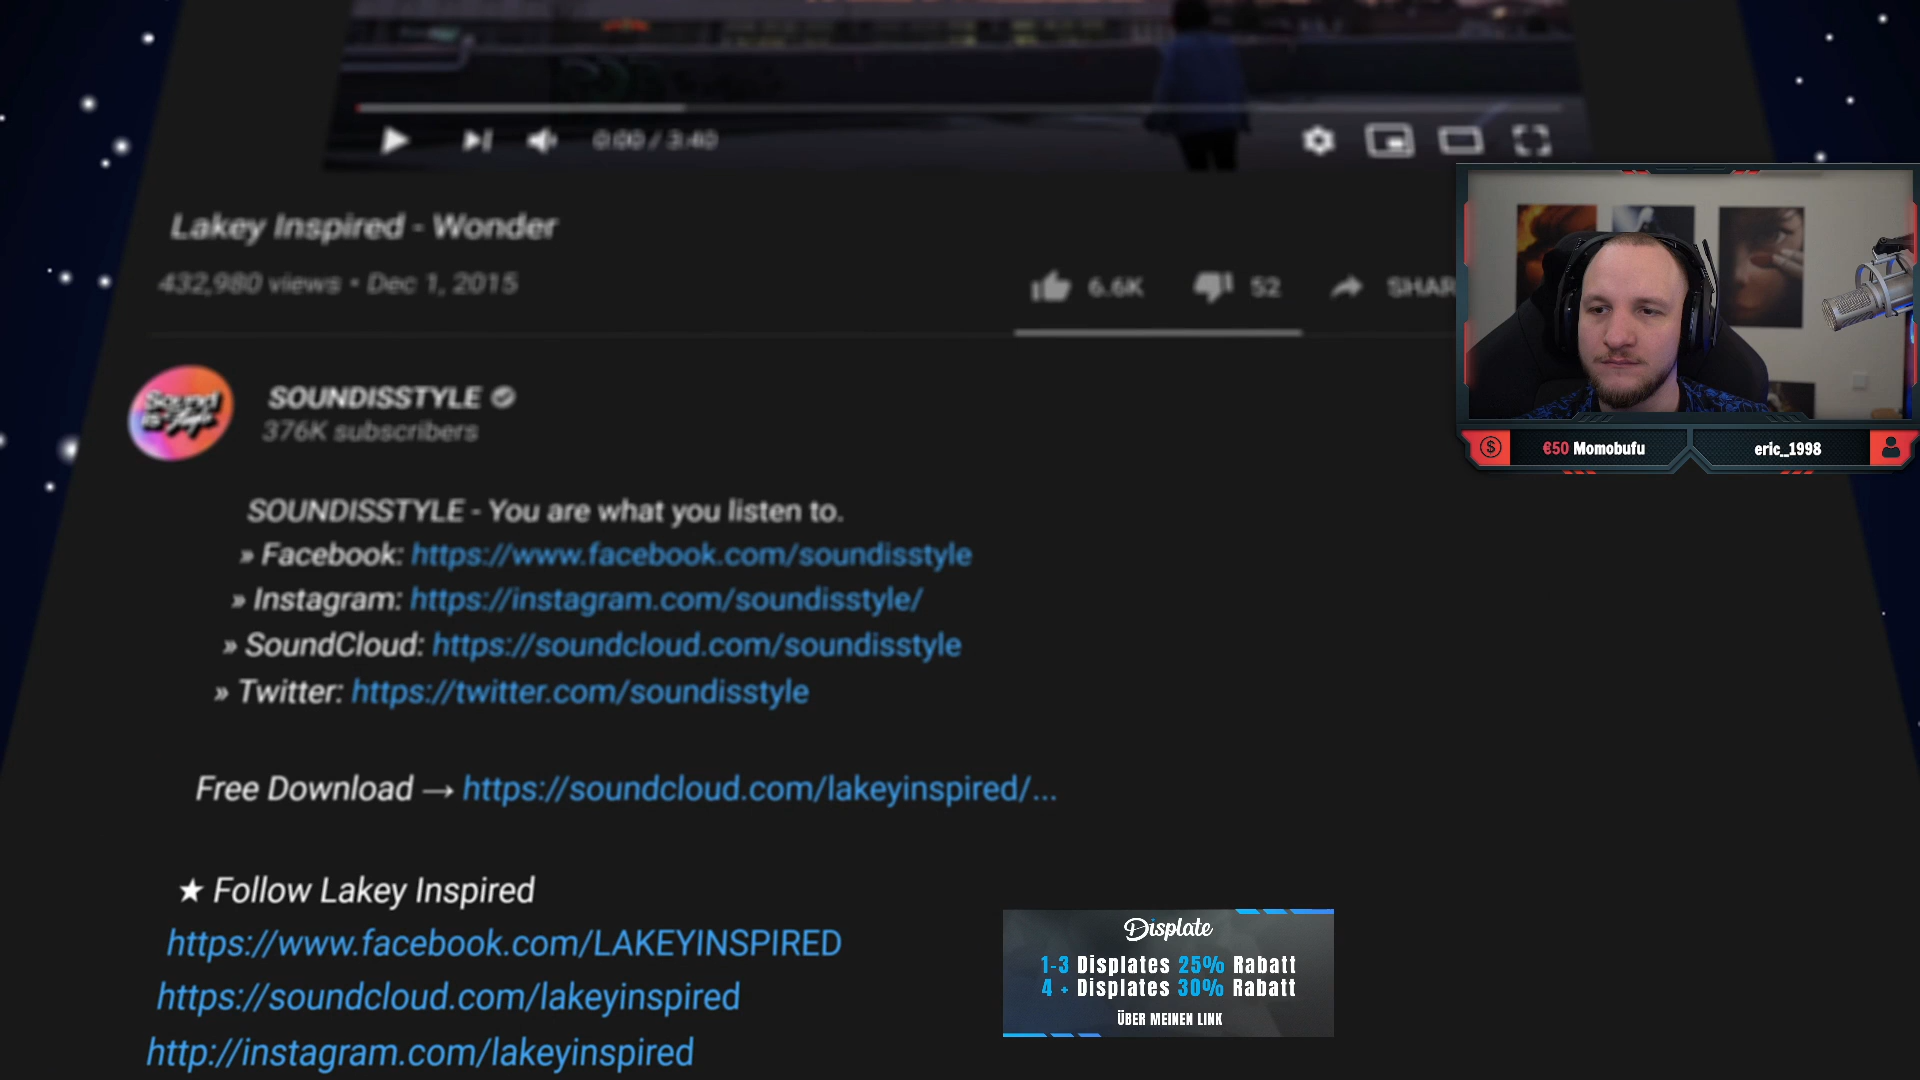 0:00 / 3:40
Lakey Inspired - Wonder
432,980 views • Dec 1, 2015
6.6K
52
SHAR
Sound
is Style
SOUNDISSTYLE
376K subscribers
€50 Momobufu
eric_1998
SOUNDISSTYLE - You are what you listen to.
» Facebook: https://www.facebook.com/soundisstyle
» Instagram: https://instagram.com/soundisstyle/
» SoundCloud: https://soundcloud.com/soundisstyle
» Twitter: https://twitter.com/soundisstyle
Free Download → https://soundcloud.com/lakeyinspired/...
★ Follow Lakey Inspired
https://www.facebook.com/LAKEYINSPIRED
https://soundcloud.com/lakeyinspired
http://instagram.com/lakeyinspired
Displate
1-3 Displates 25% Rabatt
4 + Displates 30% Rabatt
ÜBER MEINEN LINK